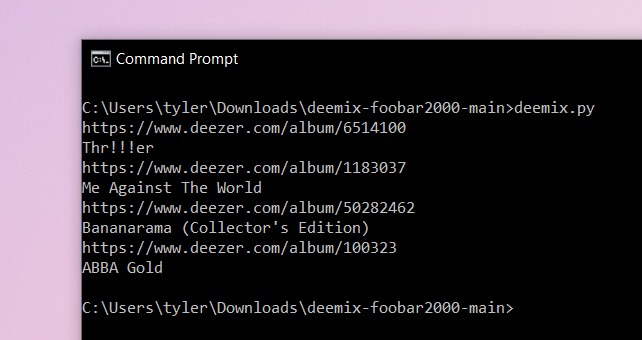 Command Prompt
C:\Users\tyler\Downloads\deemix-foobar2000-main>deemix.py
https://www.deezer.com/album/6514100
Thr!!!er
https://www.deezer.com/album/1183037
Me Against The World
https://www.deezer.com/album/50282462
Bananarama (Collector's Edition)
https://www.deezer.com/album/100323
ABBA Gold
C:\Users\tyler\Downloads\deemix-foobar2000-main>